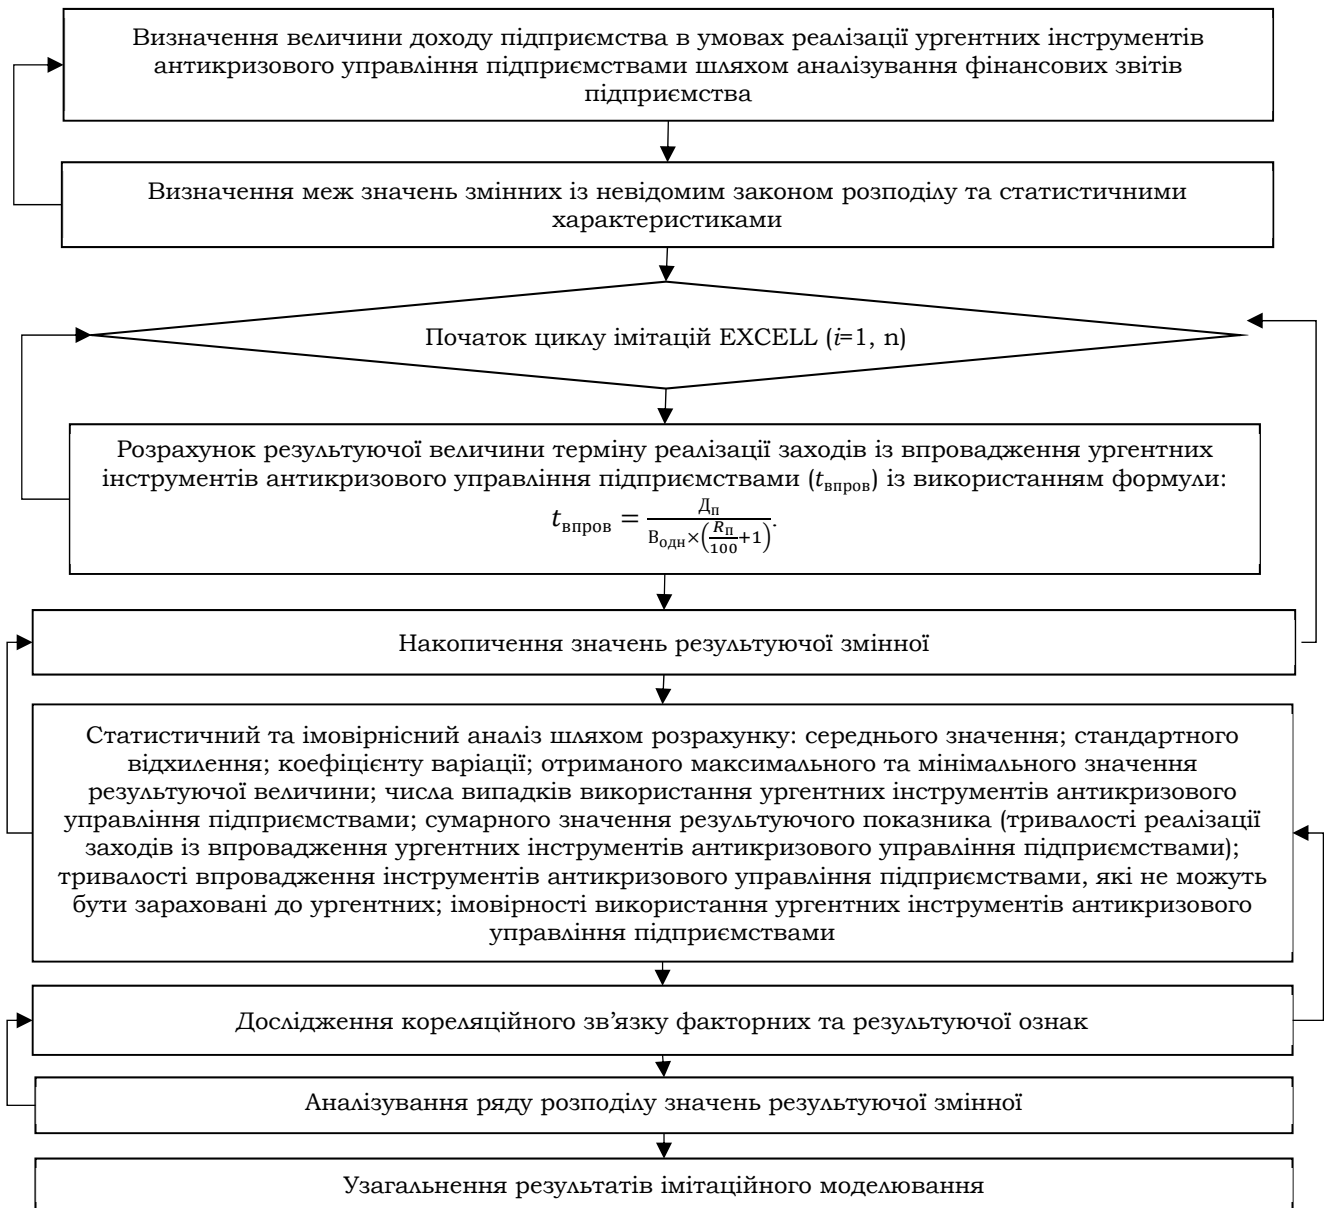 Визначення величини доходу підприємства в умовах реалізації ургентних інструментів
антикризового управління підприємствами шляхом аналізування фінансових звітів
підприємства
Визначення меж значень змінних із невідомим законом розподілу та статистичними
характеристиками
Початок циклу імітацій EXCELL (i=1, n)
Розрахунок результуючої величини терміну реалізації заходів із впровадження ургентних
інструментів антикризового управління підприємствами (t_впров) із використанням формули:
t_впров = Д_п / (В_одн × (R_п/100 + 1)).
Накопичення значень результуючої змінної
Статистичний та імовірнісний аналіз шляхом розрахунку: середнього значення; стандартного
відхилення; коефіцієнту варіації; отриманого максимального та мінімального значення
результуючої величини; числа випадків використання ургентних інструментів антикризового
управління підприємствами; сумарного значення результуючого показника (тривалості реалізації
заходів із впровадження ургентних інструментів антикризового управління підприємствами);
тривалості впровадження інструментів антикризового управління підприємствами, які не можуть
бути зараховані до ургентних; імовірності використання ургентних інструментів антикризового
управління підприємствами
Дослідження кореляційного зв’язку факторних та результуючої ознак
Аналізування ряду розподілу значень результуючої змінної
Узагальнення результатів імітаційного моделювання